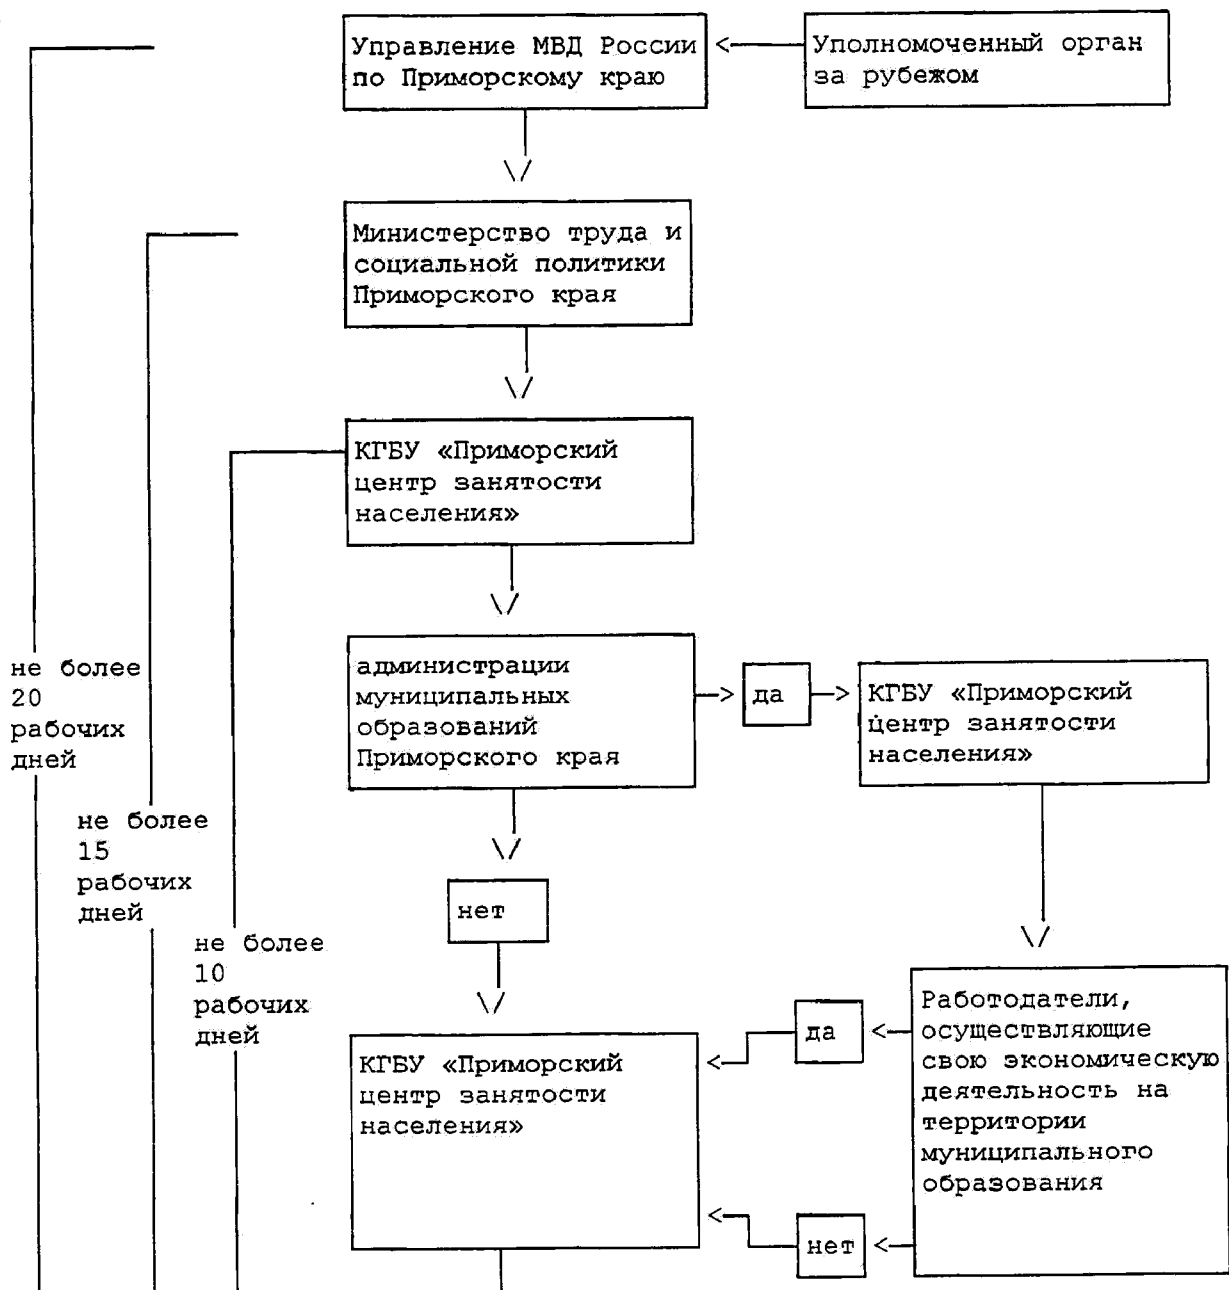 Управление МВД России
по Приморскому краю
Уполномоченный орган
за рубежом
Министерство труда и
социальной политики
Приморского края
КГБУ «Приморский
центр занятости
населения»
администрации
муниципальных
образований
Приморского края
да
КГБУ «Приморский
центр занятости
населения»
не более
20
рабочих
дней
не более
15
рабочих
дней
не более
10
рабочих
дней
нет
Работодатели,
осуществляющие
свою экономическую
деятельность на
территории
муниципального
образования
да
КГБУ «Приморский
центр занятости
населения»
нет